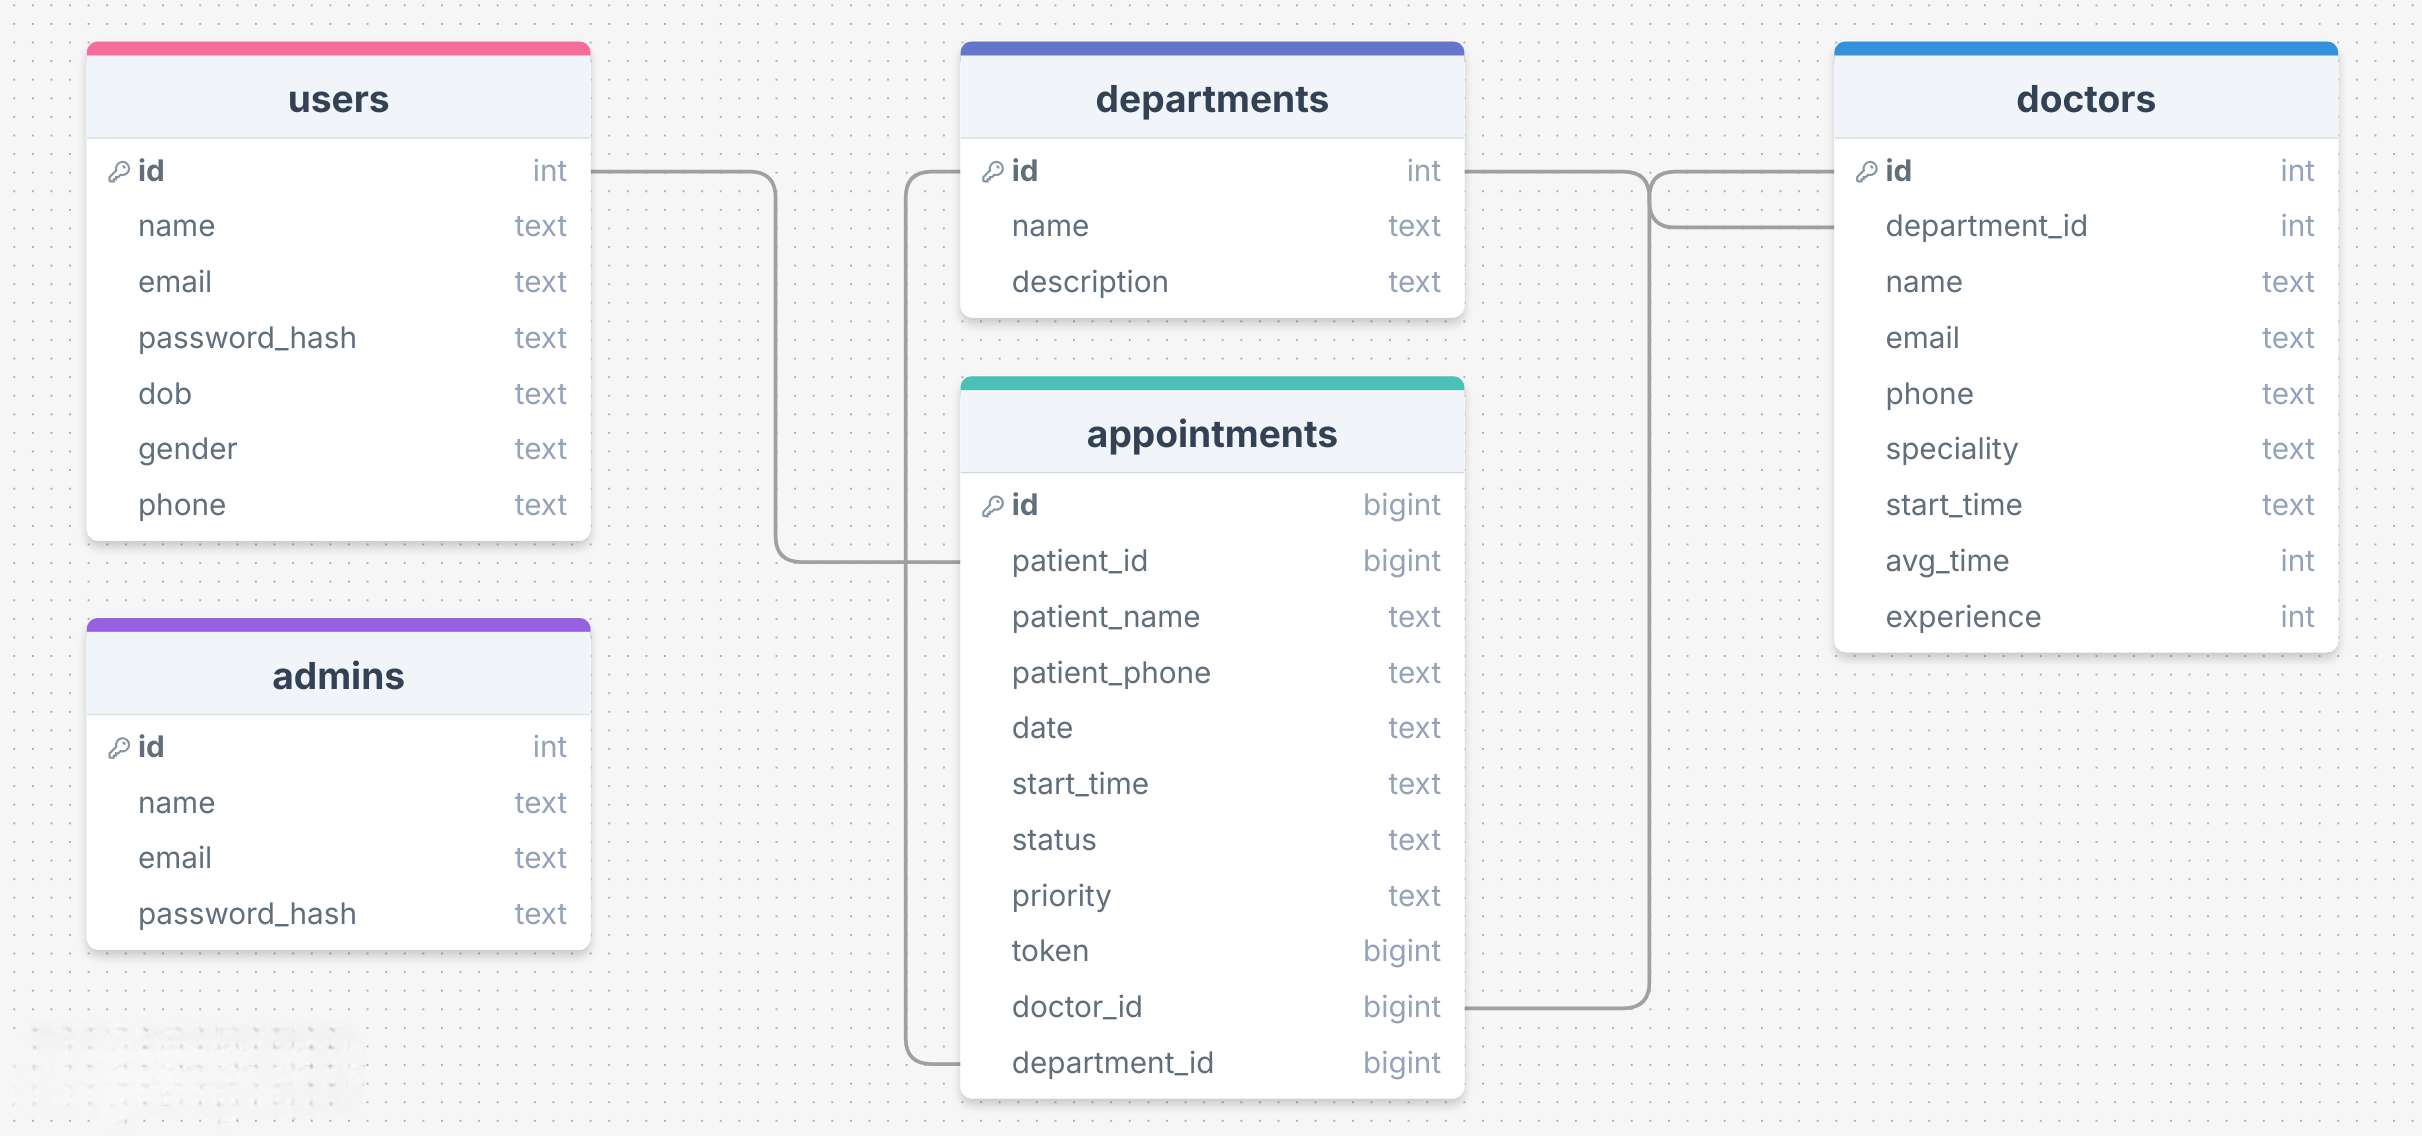 users
id int
name text
email text
password_hash text
dob text
gender text
phone text
admins
id int
name text
email text
password_hash text
departments
id int
name text
description text
appointments
id bigint
patient_id bigint
patient_name text
patient_phone text
date text
start_time text
status text
priority text
token bigint
doctor_id bigint
department_id bigint
doctors
id int
department_id int
name text
email text
phone text
speciality text
start_time text
avg_time int
experience int